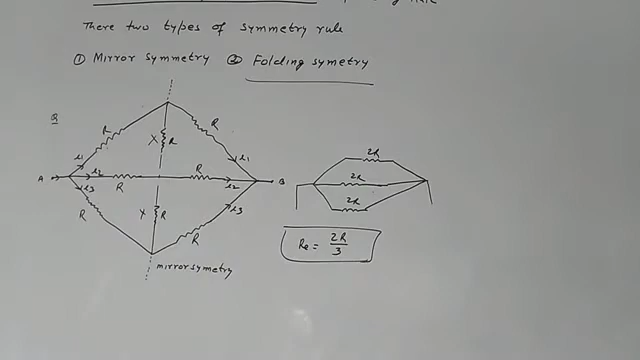 There two types of symmetry rule
① Mirror symmetry ② Folding symetry
Q
R R
X R
i1 i1
A i2 R R i2 B
i3 i3
R X R R
mirror symetry
2R
2R
2R
Re = 2R/3